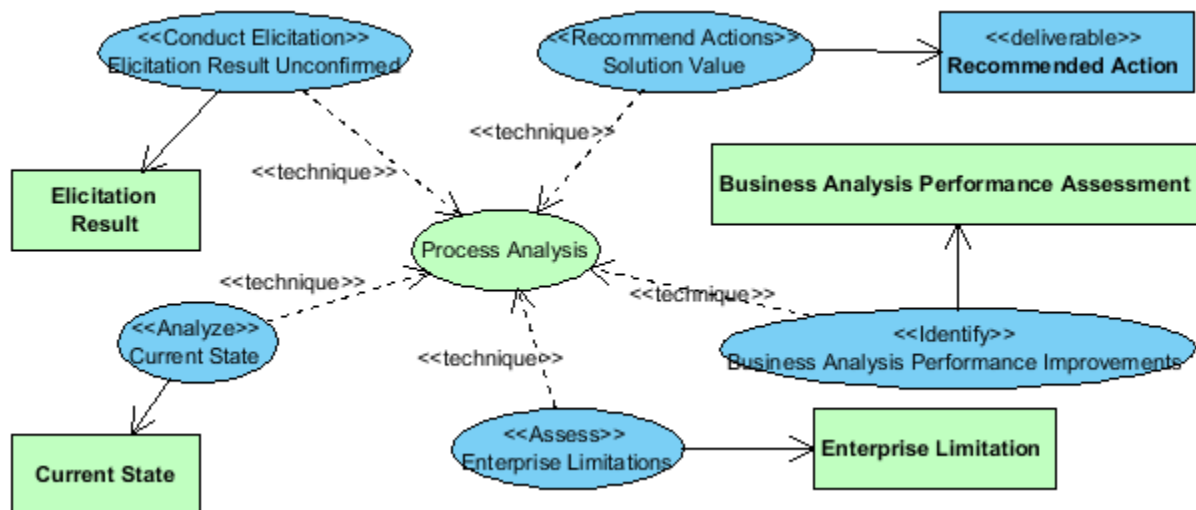 <<Conduct Elicitation>>
Elicitation Result Unconfirmed
<<Recommend Actions>>
Solution Value
<<deliverable>>
Recommended Action
<<technique>>
<<technique>>
Elicitation
Result
Business Analysis Performance Assessment
Process Analysis
<<technique>>
<<technique>>
<<Analyze>>
Current State
<<Identify>>
Business Analysis Performance Improvements
<<technique>>
<<Assess>>
Enterprise Limitations
Enterprise Limitation
Current State